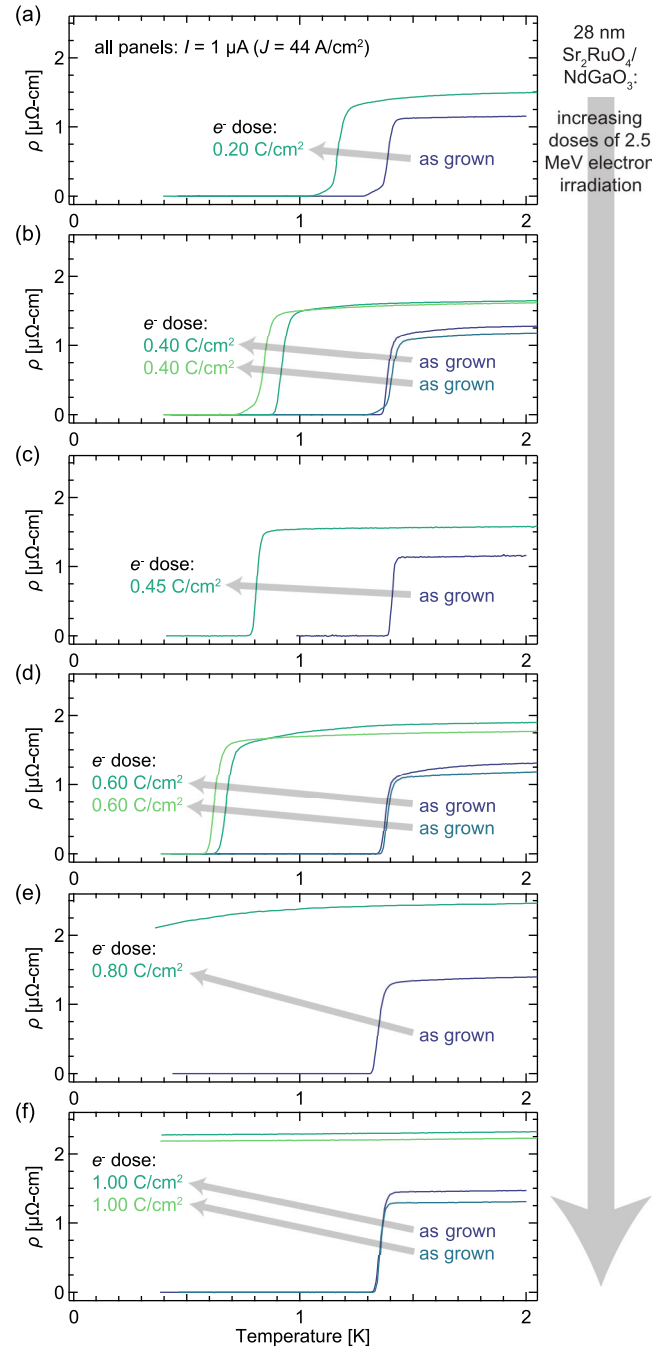 (a)
all panels: I = 1 μA (J = 44 A/cm²)
e⁻ dose:
0.20 C/cm²
as grown
ρ [μΩ-cm]
2
1
0
0
1
2
28 nm
Sr₂RuO₄/
NdGaO₃:
increasing
doses of 2.5
MeV electron
irradiation
(b)
e⁻ dose:
0.40 C/cm²
0.40 C/cm²
as grown
as grown
ρ [μΩ-cm]
2
1
0
0
1
2
(c)
e⁻ dose:
0.45 C/cm²
as grown
ρ [μΩ-cm]
2
1
0
0
1
2
(d)
e⁻ dose:
0.60 C/cm²
0.60 C/cm²
as grown
as grown
ρ [μΩ-cm]
2
1
0
0
1
2
(e)
e⁻ dose:
0.80 C/cm²
as grown
ρ [μΩ-cm]
2
1
0
0
1
2
(f)
e⁻ dose:
1.00 C/cm²
1.00 C/cm²
as grown
as grown
ρ [μΩ-cm]
2
1
0
0
1
2
Temperature [K]